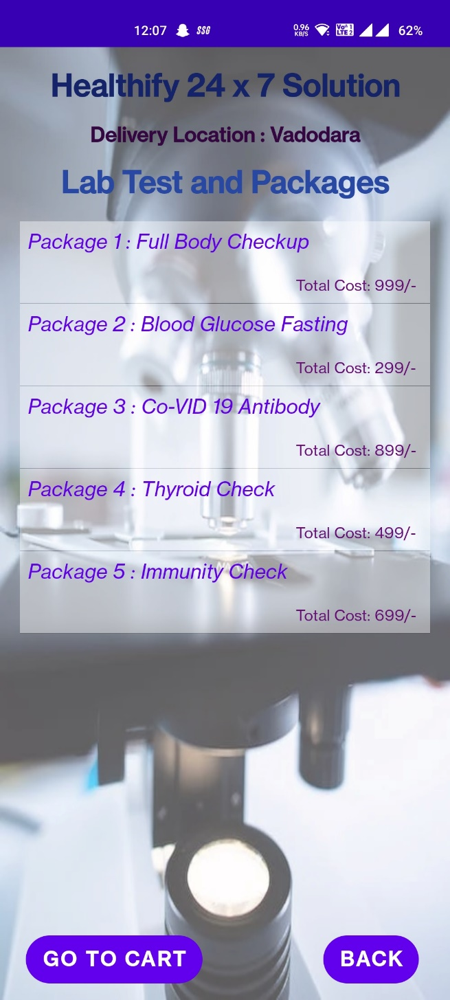 12:07 SSG 0.96 KB/S Vo 1 LTE 2 62%
Healthify 24 x 7 Solution
Delivery Location : Vadodara
Lab Test and Packages
Package 1 : Full Body Checkup
Total Cost: 999/-
Package 2 : Blood Glucose Fasting
Total Cost: 299/-
Package 3 : Co-VID 19 Antibody
Total Cost: 899/-
Package 4 : Thyroid Check
Total Cost: 499/-
Package 5 : Immunity Check
Total Cost: 699/-
GO TO CART BACK